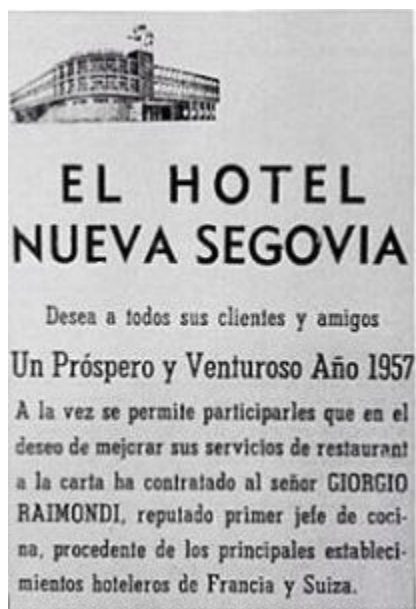 EL HOTEL
NUEVA SEGOVIA
Desea a todos sus clientes y amigos
Un Próspero y Venturoso Año 1957
A la vez se permite participarles que en el
deseo de mejorar sus servicios de restaurant
a la carta ha contratado al señor GIORGIO
RAIMONDI, reputado primer jefe de coci-
na, procedente de los principales estableci-
mientos hoteleros de Francia y Suiza.